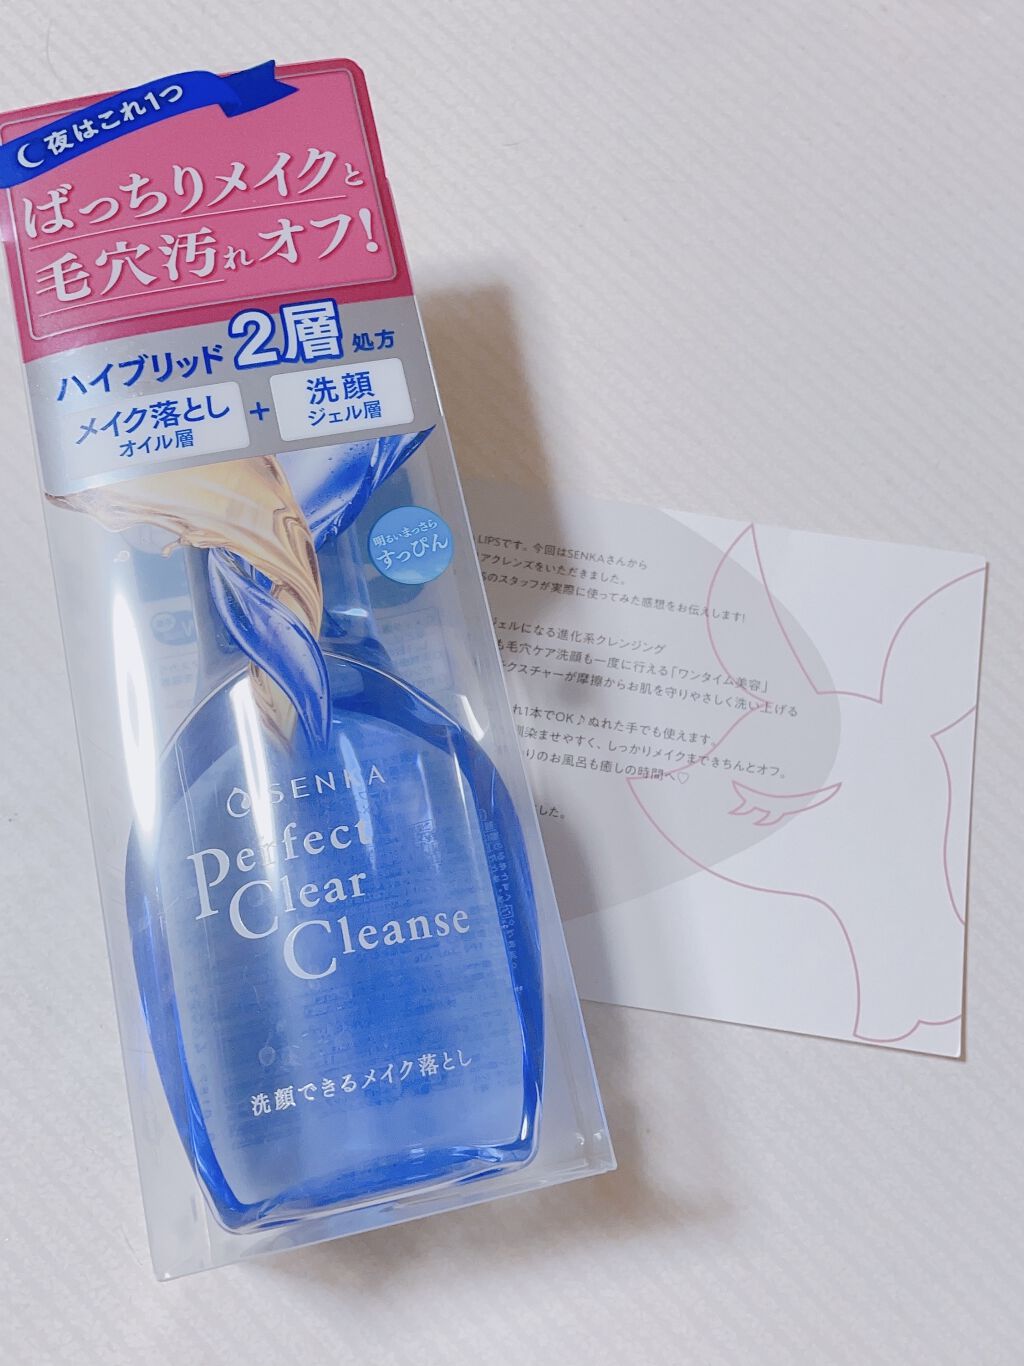 夜はこれ1つ
ばっちりメイクと
毛穴汚れオフ!
ハイブリッド2層処方
メイク落とし
オイル層
+
洗顔
ジェル層
明るいまっさら
すっぴん
SENKA
Perfect
Clear
Cleanse
洗顔できるメイク落とし
LIPSです。今回はSENKAさんから
アクレンズをいただきました。
のスタッフが実際に使ってみた感想をお伝えします!
ジェルになる進化系クレンジング
も毛穴ケア洗顔も一度に行える「ワンタイム美容」
クスチャーが摩擦からお肌を守りやさしく洗い上げる
れ1本でOK♪ぬれた手でも使えます。
馴染ませやすく、しっかりメイクまできちんとオフ。
りのお風呂も癒しの時間へ♡
ました。